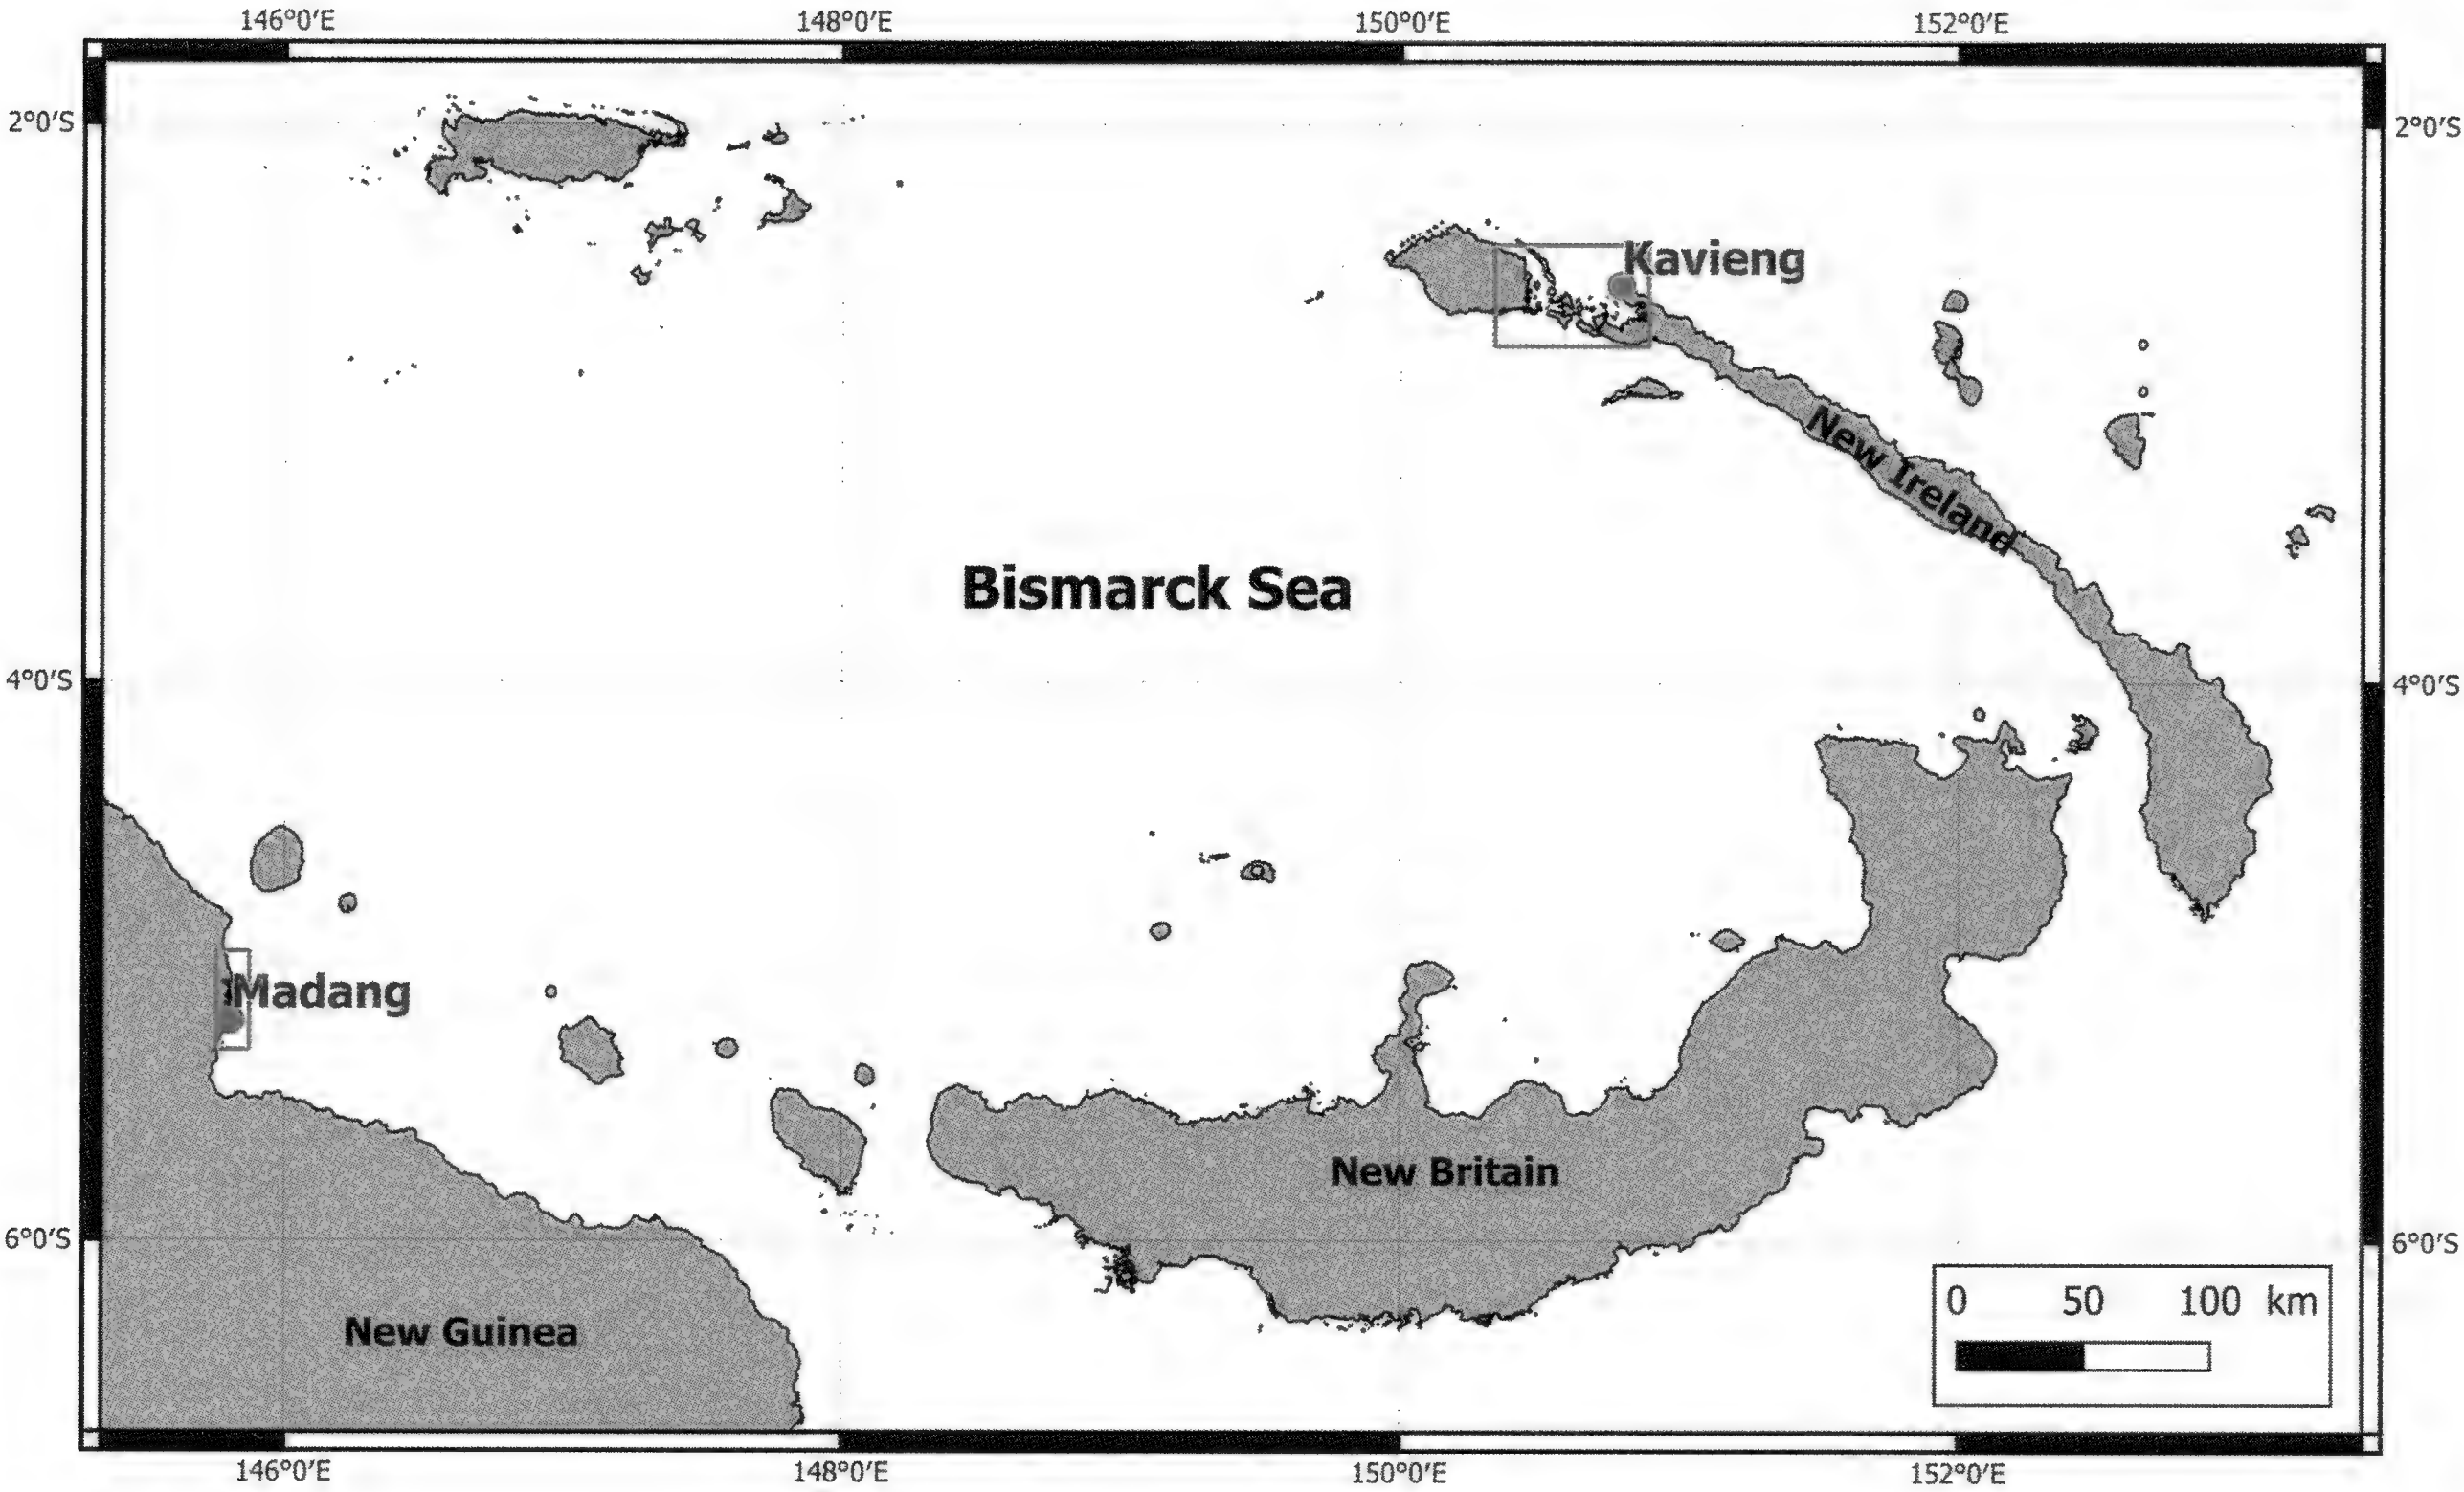 146°0'E 148°0'E 150°0'E 152°0'E
2°0'S 2°0'S
Kavieng
New Ireland
Bismarck Sea
4°0'S 4°0'S
Madang
New Britain
6°0'S 6°0'S
0 50 100 km
New Guinea
146°0'E 148°0'E 150°0'E 152°0'E